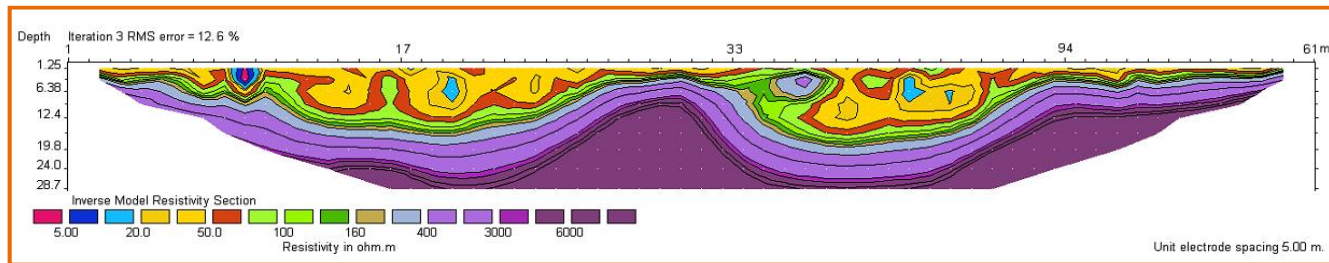 Depth Iteration 3 RMS error = 12.6 %
1 17 33 94 61 m
1.25
6.38
12.4
19.8
24.0
28.7
Inverse Model Resistivity Section
5.00 20.0 50.0 100 160 400 3000 6000
Resistivity in ohm.m Unit electrode spacing 5.00 m.